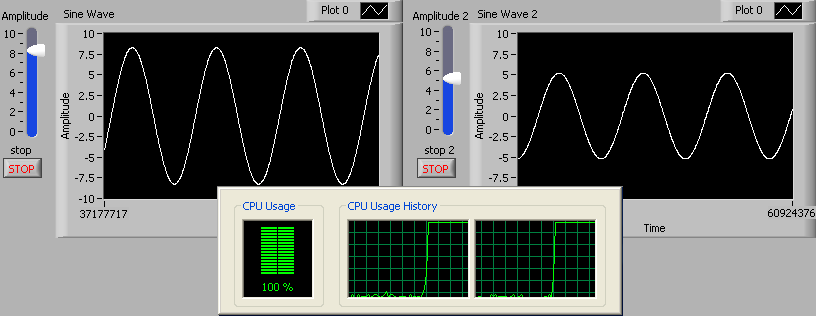 Amplitude
10
8
6
4
2
0
stop
STOP
Sine Wave
Plot 0
Amplitude
10
7.5
5
2.5
0
-2.5
-5
-7.5
-10
37177717
Amplitude 2
10
8
6
4
2
0
stop 2
STOP
Sine Wave 2
Plot 0
Amplitude
10
7.5
5
2.5
0
-2.5
-5
-7.5
-10
60924376
Time
CPU Usage
100 %
CPU Usage History